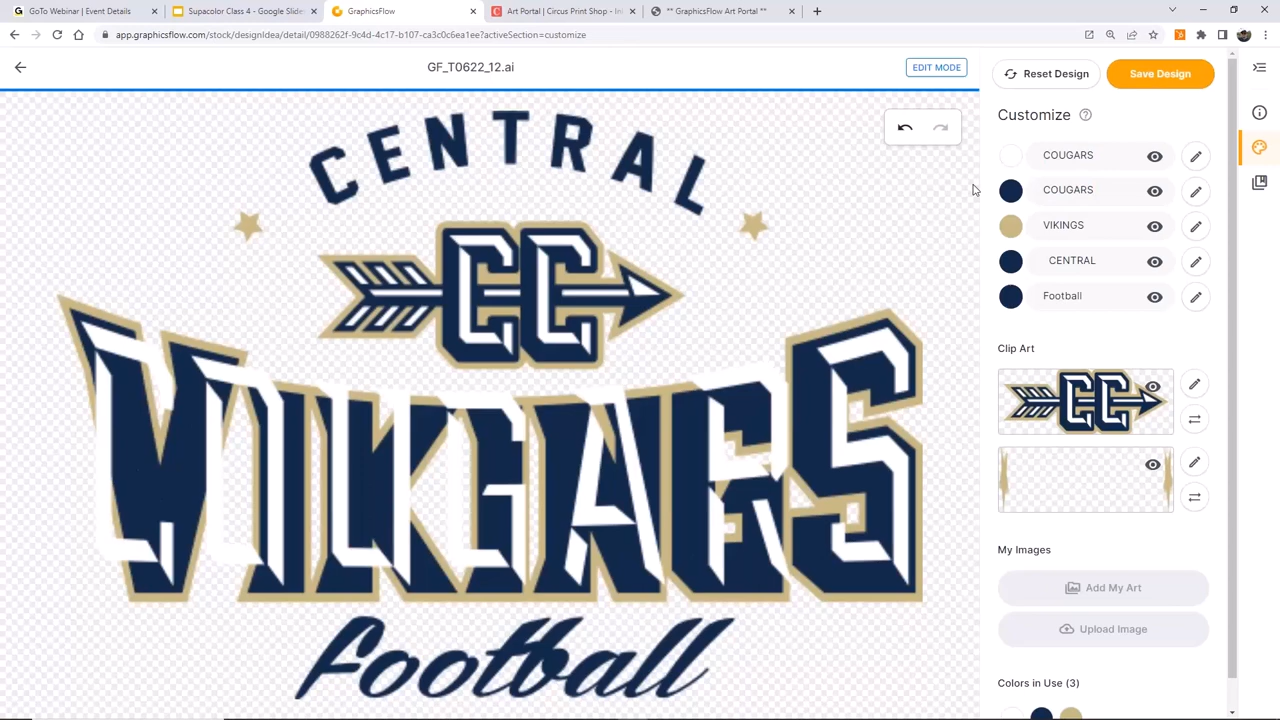 GoTo Webinar | Event Details
Supacolor Class 4 - Google Slide
GraphicsFlow
Art Portal | Circus Print Shop - In
** GraphicsFlow Art Portal **
app.graphicsflow.com/stock/designIdea/detail/0988262f-9c4d-4c17-b107-ca3c0c6ea1ee?activeSection=customize
GF_T0622_12.ai
EDIT MODE
Reset Design
Save Design
Customize
COUGARS
COUGARS
VIKINGS
CENTRAL
Football
Clip Art
CC
My Images
Add My Art
Upload Image
Colors in Use (3)
CENTRAL
CC
Football